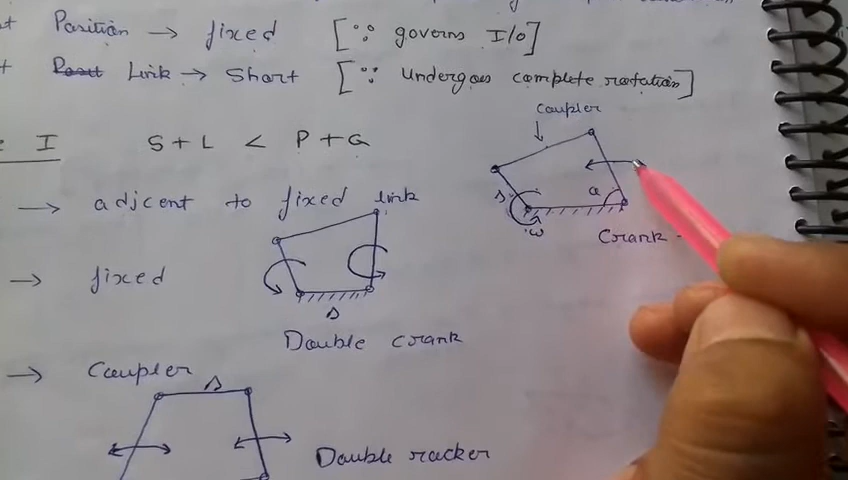 Position → fixed [∵ governs I/o]
Link → Short [∵ undergoes complete rotation]
Coupler
I S + L < P + Q
→ adjcent to fixed link
s
a
ω
Crank -
→ fixed
s
Double crank
→ Coupler
s
Double rocker